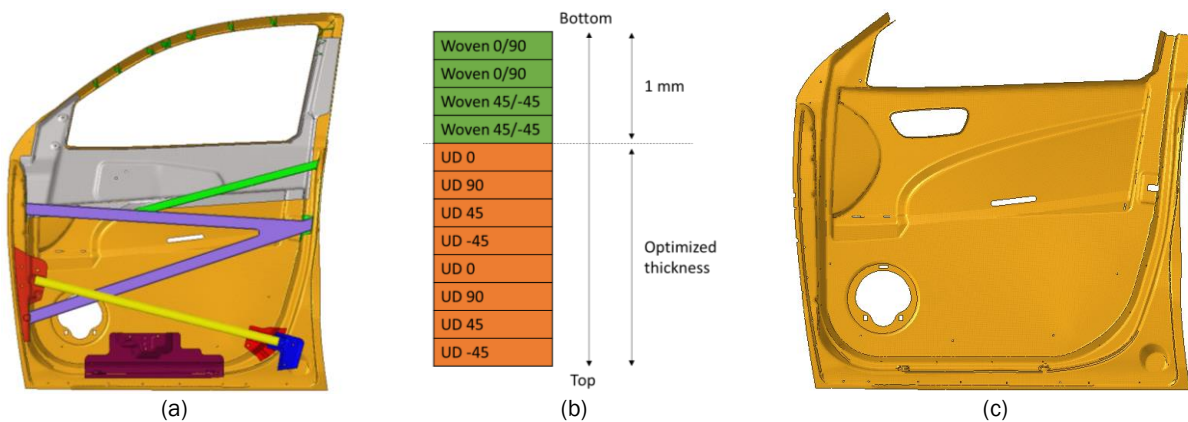 Bottom
Woven 0/90
Woven 0/90
Woven 45/-45
Woven 45/-45
1 mm
UD 0
UD 90
UD 45
UD -45
UD 0
UD 90
UD 45
UD -45
Optimized
thickness
Top
(a)
(b)
(c)